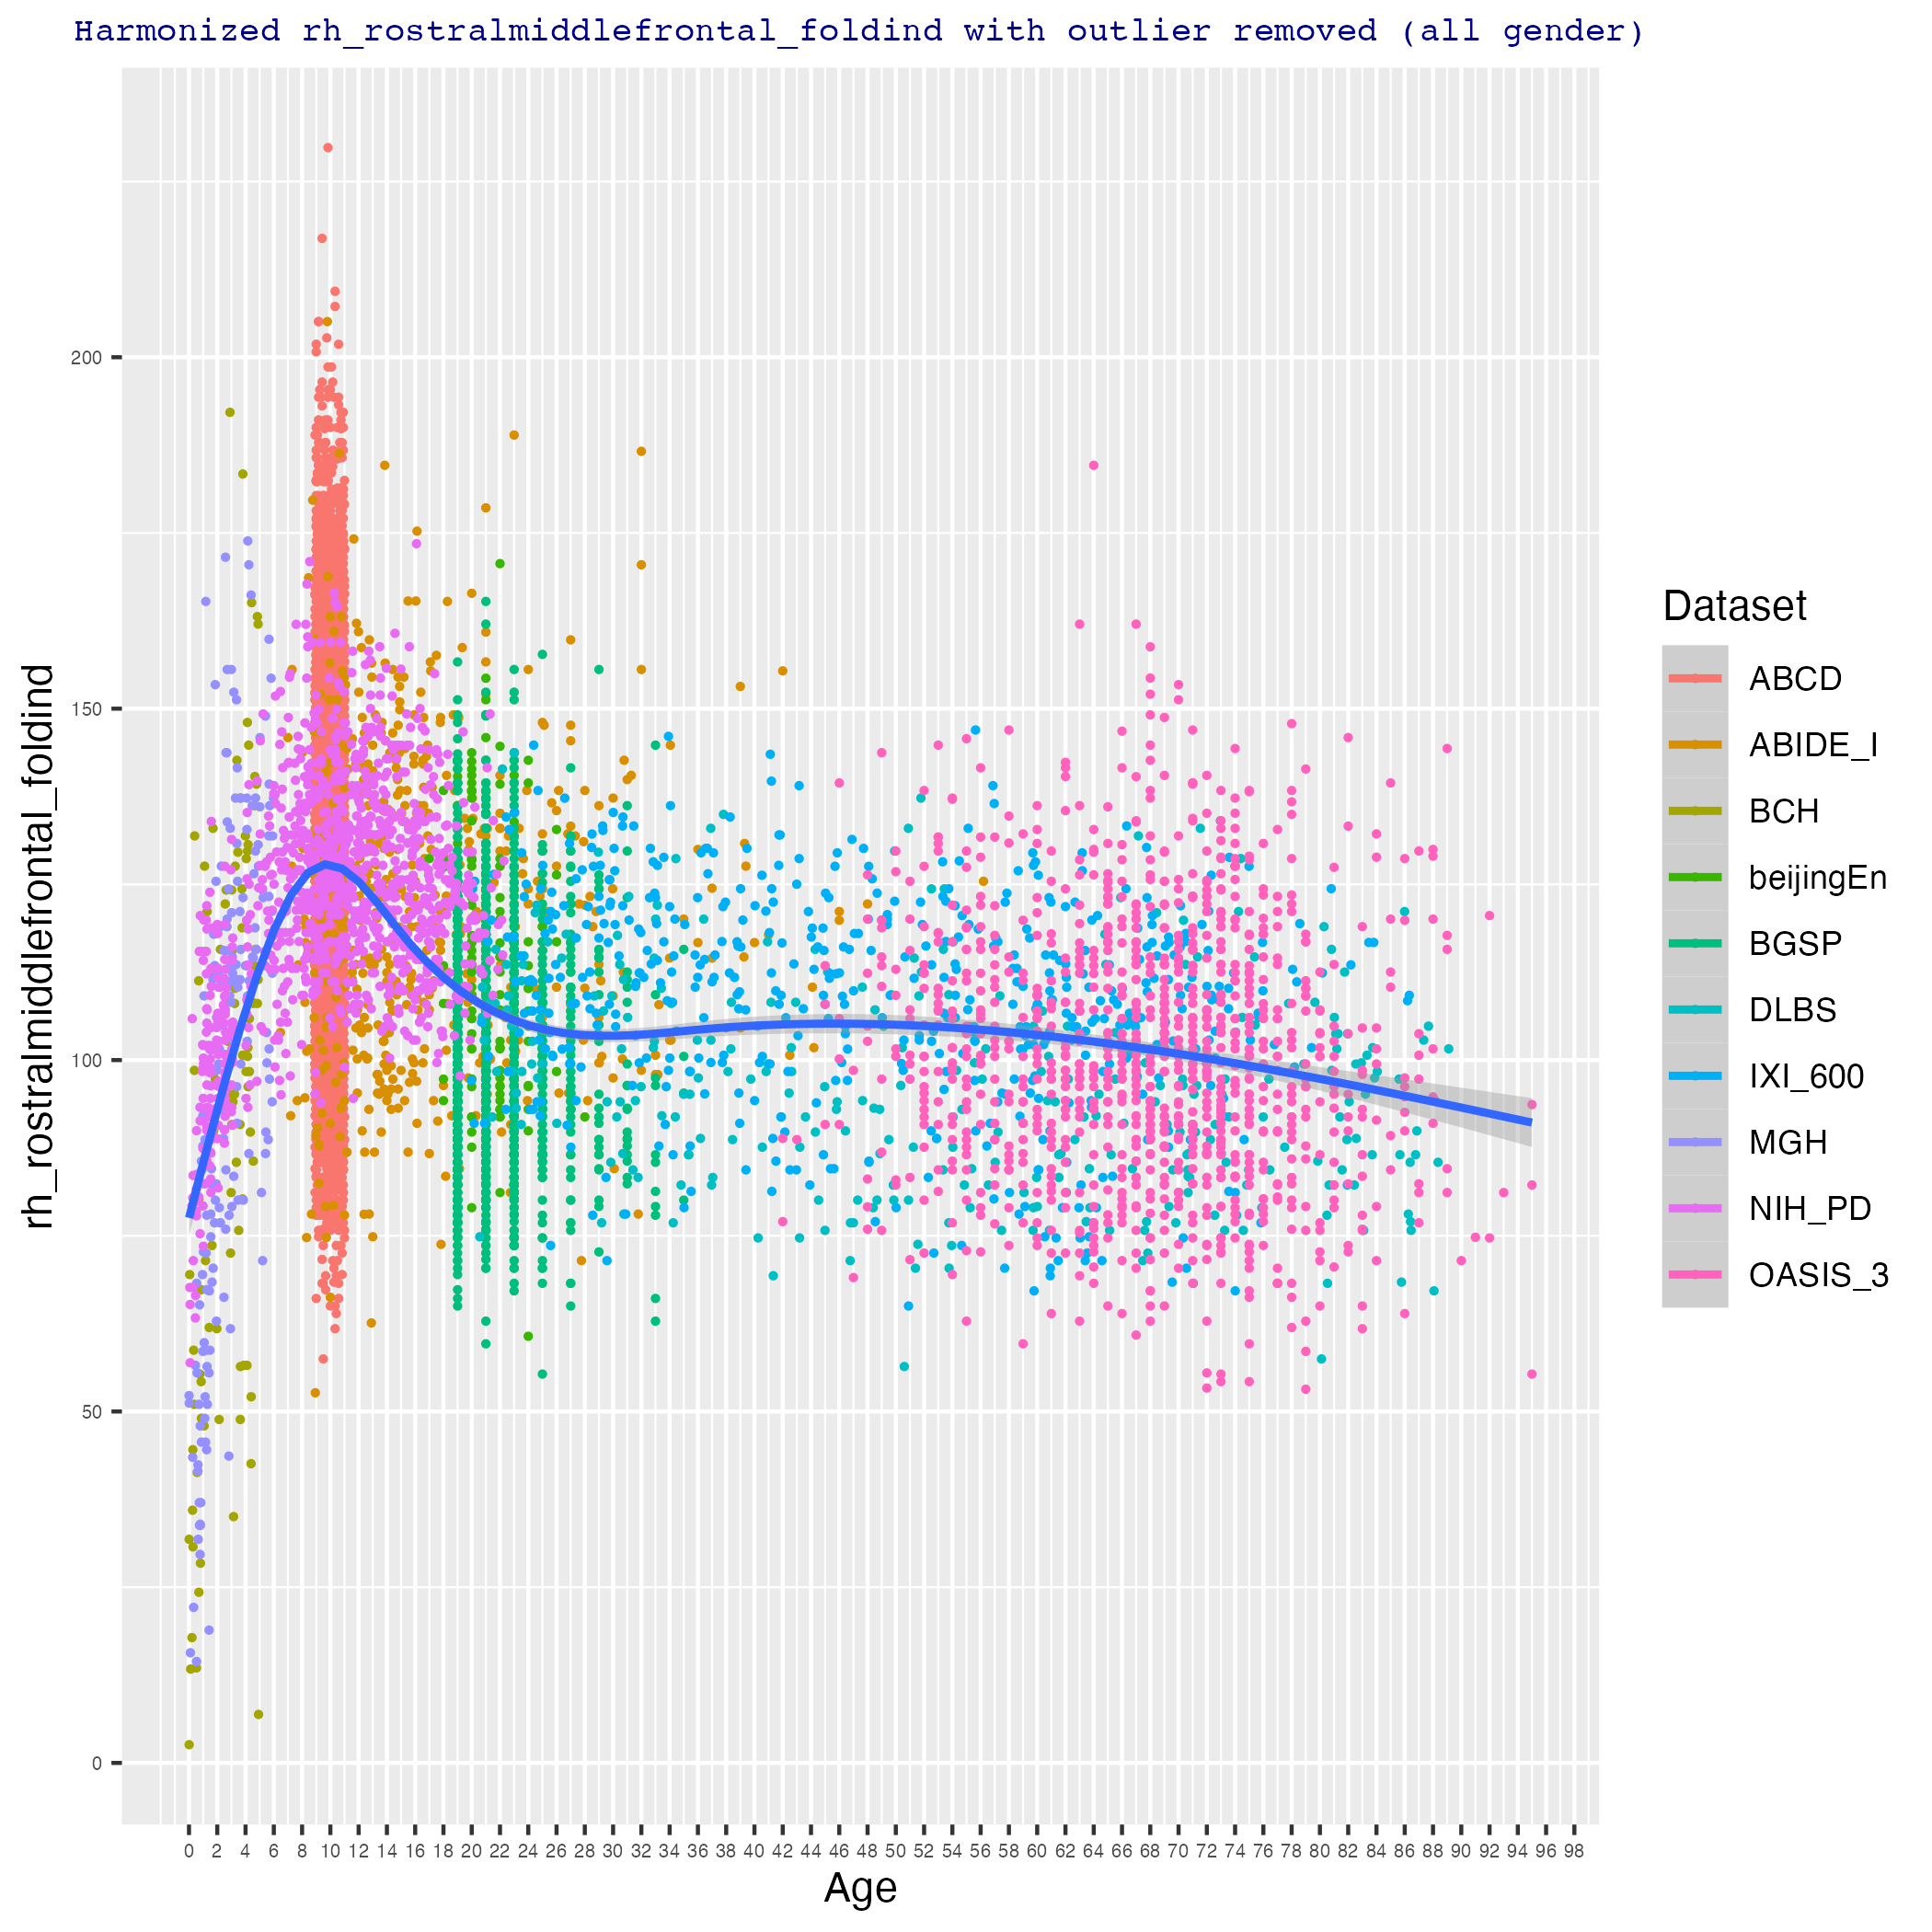 Harmonized rh_rostralmiddlefrontal_foldind with outlier removed (all gender)
rh_rostralmiddlefrontal_foldind
200
150
100
50
0
0 2 4 6 8 10 12 14 16 18 20 22 24 26 28 30 32 34 36 38 40 42 44 46 48 50 52 54 56 58 60 62 64 66 68 70 72 74 76 78 80 82 84 86 88 90 92 94 96 98
Age
Dataset
ABCD
ABIDE_I
BCH
beijingEn
BGSP
DLBS
IXI_600
MGH
NIH_PD
OASIS_3